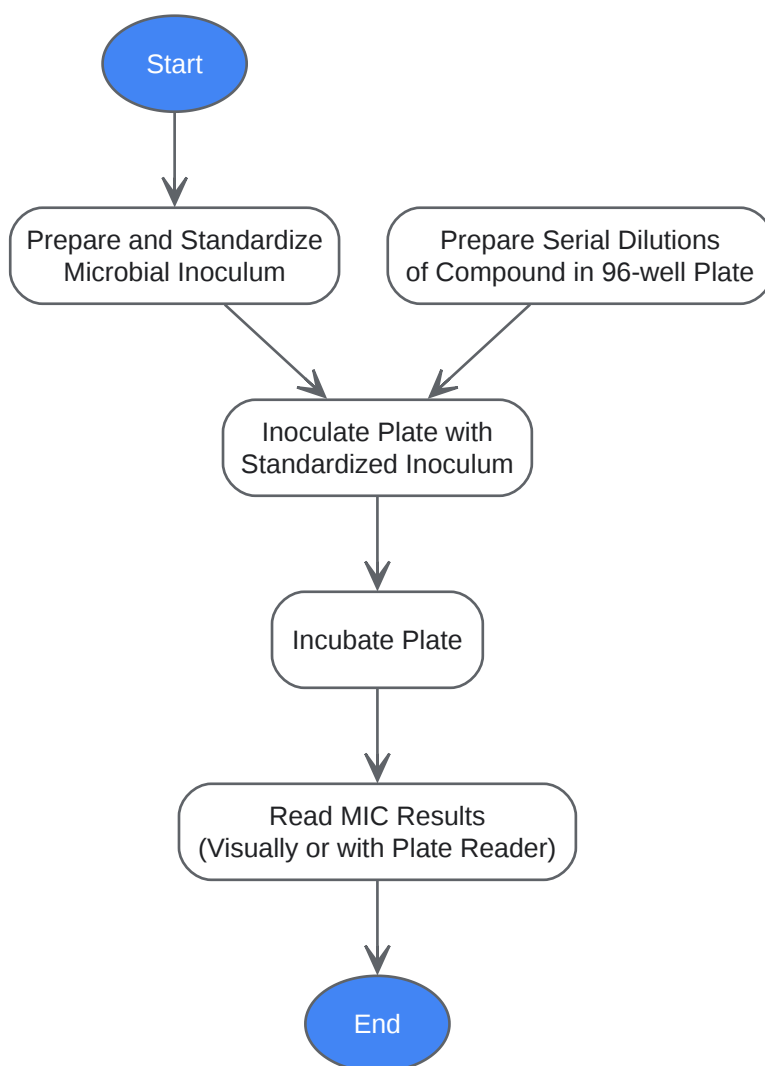 Start
Prepare and Standardize
Microbial Inoculum
Prepare Serial Dilutions
of Compound in 96-well Plate
Inoculate Plate with
Standardized Inoculum
Incubate Plate
Read MIC Results
(Visually or with Plate Reader)
End